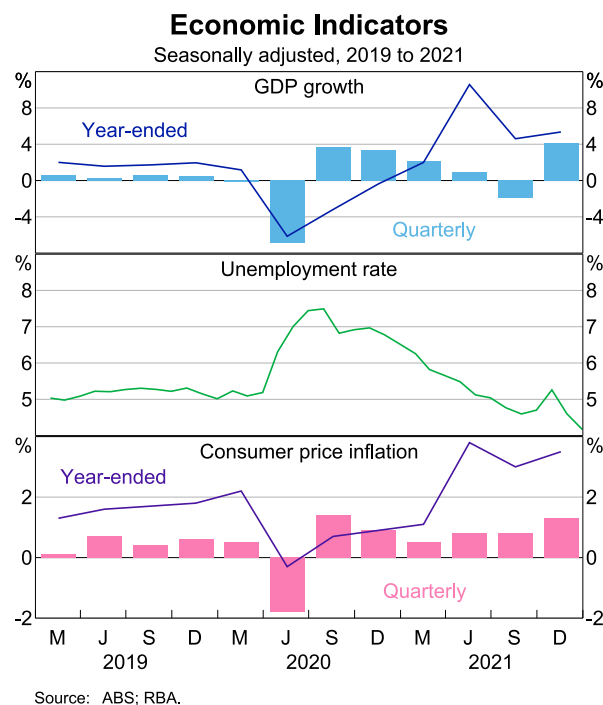 Economic Indicators
Seasonally adjusted, 2019 to 2021
% GDP growth %
8 8
Year-ended
4 4
0 0
-4 -4
Quarterly
% Unemployment rate %
8 8
7 7
6 6
5 5
% Consumer price inflation %
Year-ended
2 2
0 0
Quarterly
-2 -2
M J S D M J S D M J S D
2019 2020 2021
Source: ABS; RBA.